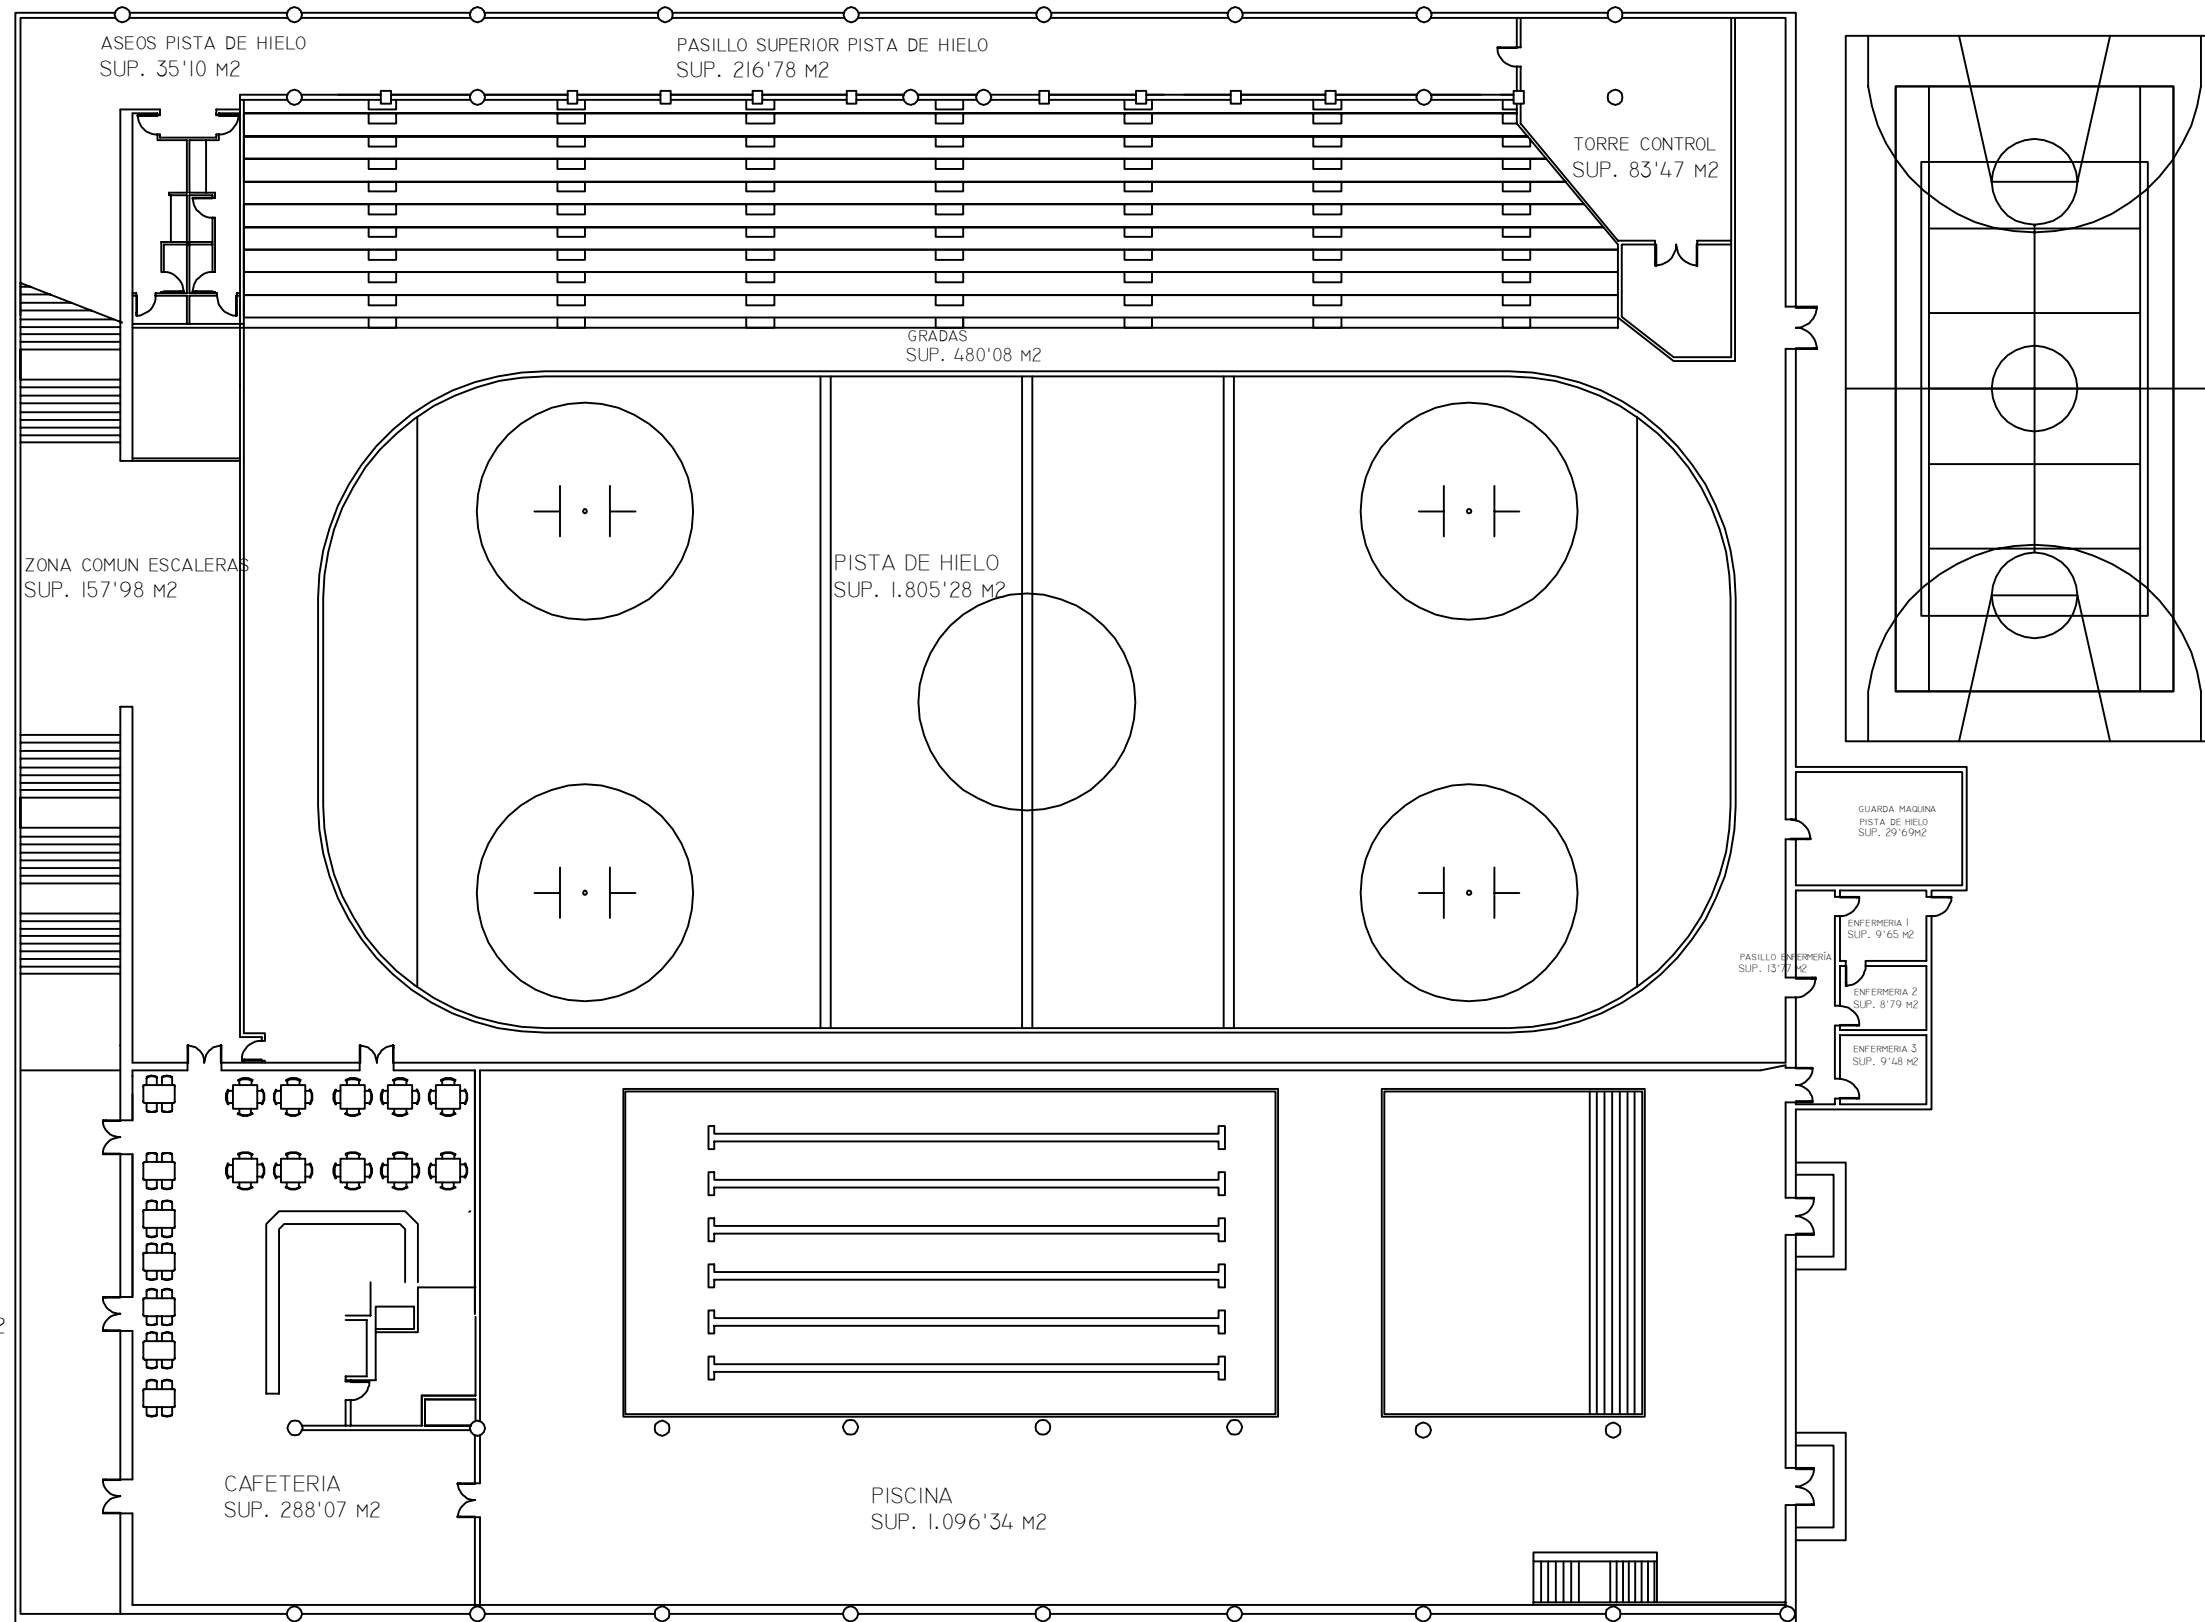 ASEOS PISTA DE HIELO
SUP. 35'10 M2
PASILLO SUPERIOR PISTA DE HIELO
SUP. 216'78 M2
TORRE CONTROL
SUP. 83'47 M2
GRADAS
SUP. 480'08 M2
ZONA COMUN ESCALERAS
SUP. 157'98 M2
PISTA DE HIELO
SUP. 1.805'28 M2
GUARDA MAQUINA
PISTA DE HIELO
SUP. 29'69M2
ENFERMERIA 1
SUP. 9'65 M2
PASILLO ENFERMERÍA
SUP. 13'77 M2
ENFERMERIA 2
SUP. 8'79 M2
ENFERMERIA 3
SUP. 9'48 M2
CAFETERIA
SUP. 288'07 M2
PISCINA
SUP. 1.096'34 M2